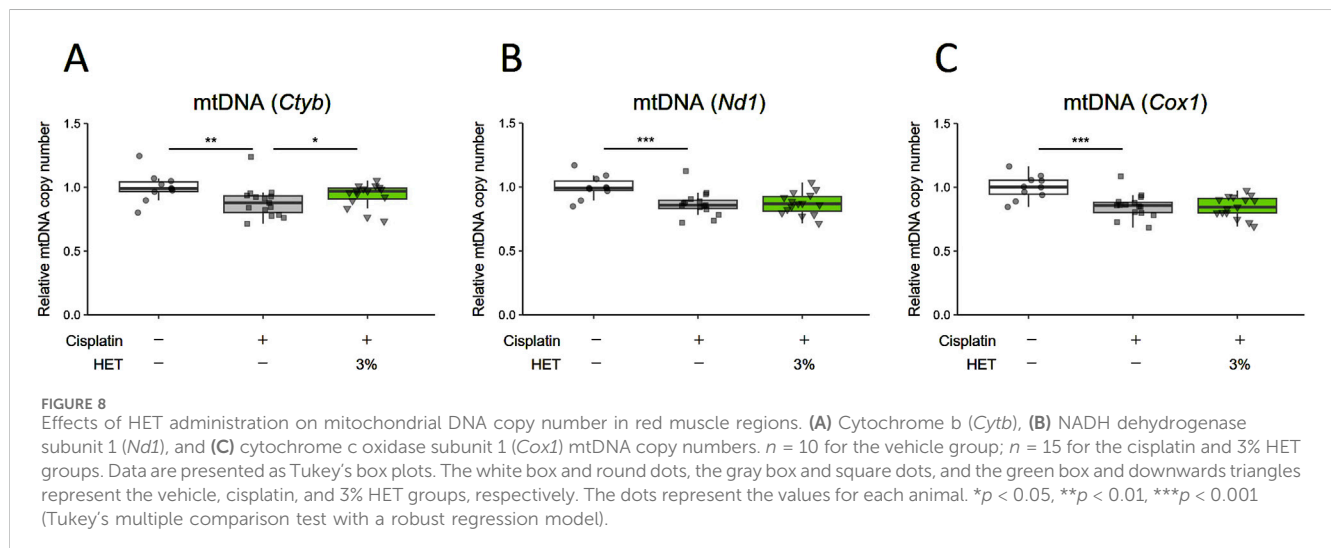 A
mtDNA (Ctyb)
Relative mtDNA copy number
1.5
1.0
0.5
0.0
**
*
Cisplatin − + +
HET − − 3%
B
mtDNA (Nd1)
Relative mtDNA copy number
1.5
1.0
0.5
0.0
***
Cisplatin − + +
HET − − 3%
C
mtDNA (Cox1)
Relative mtDNA copy number
1.5
1.0
0.5
0.0
***
Cisplatin − + +
HET − − 3%
FIGURE 8
Effects of HET administration on mitochondrial DNA copy number in red muscle regions. (A) Cytochrome b (Cytb), (B) NADH dehydrogenase
subunit 1 (Nd1), and (C) cytochrome c oxidase subunit 1 (Cox1) mtDNA copy numbers. n = 10 for the vehicle group; n = 15 for the cisplatin and 3% HET
groups. Data are presented as Tukey's box plots. The white box and round dots, the gray box and square dots, and the green box and downwards triangles
represent the vehicle, cisplatin, and 3% HET groups, respectively. The dots represent the values for each animal. *p < 0.05, **p < 0.01, ***p < 0.001
(Tukey's multiple comparison test with a robust regression model).